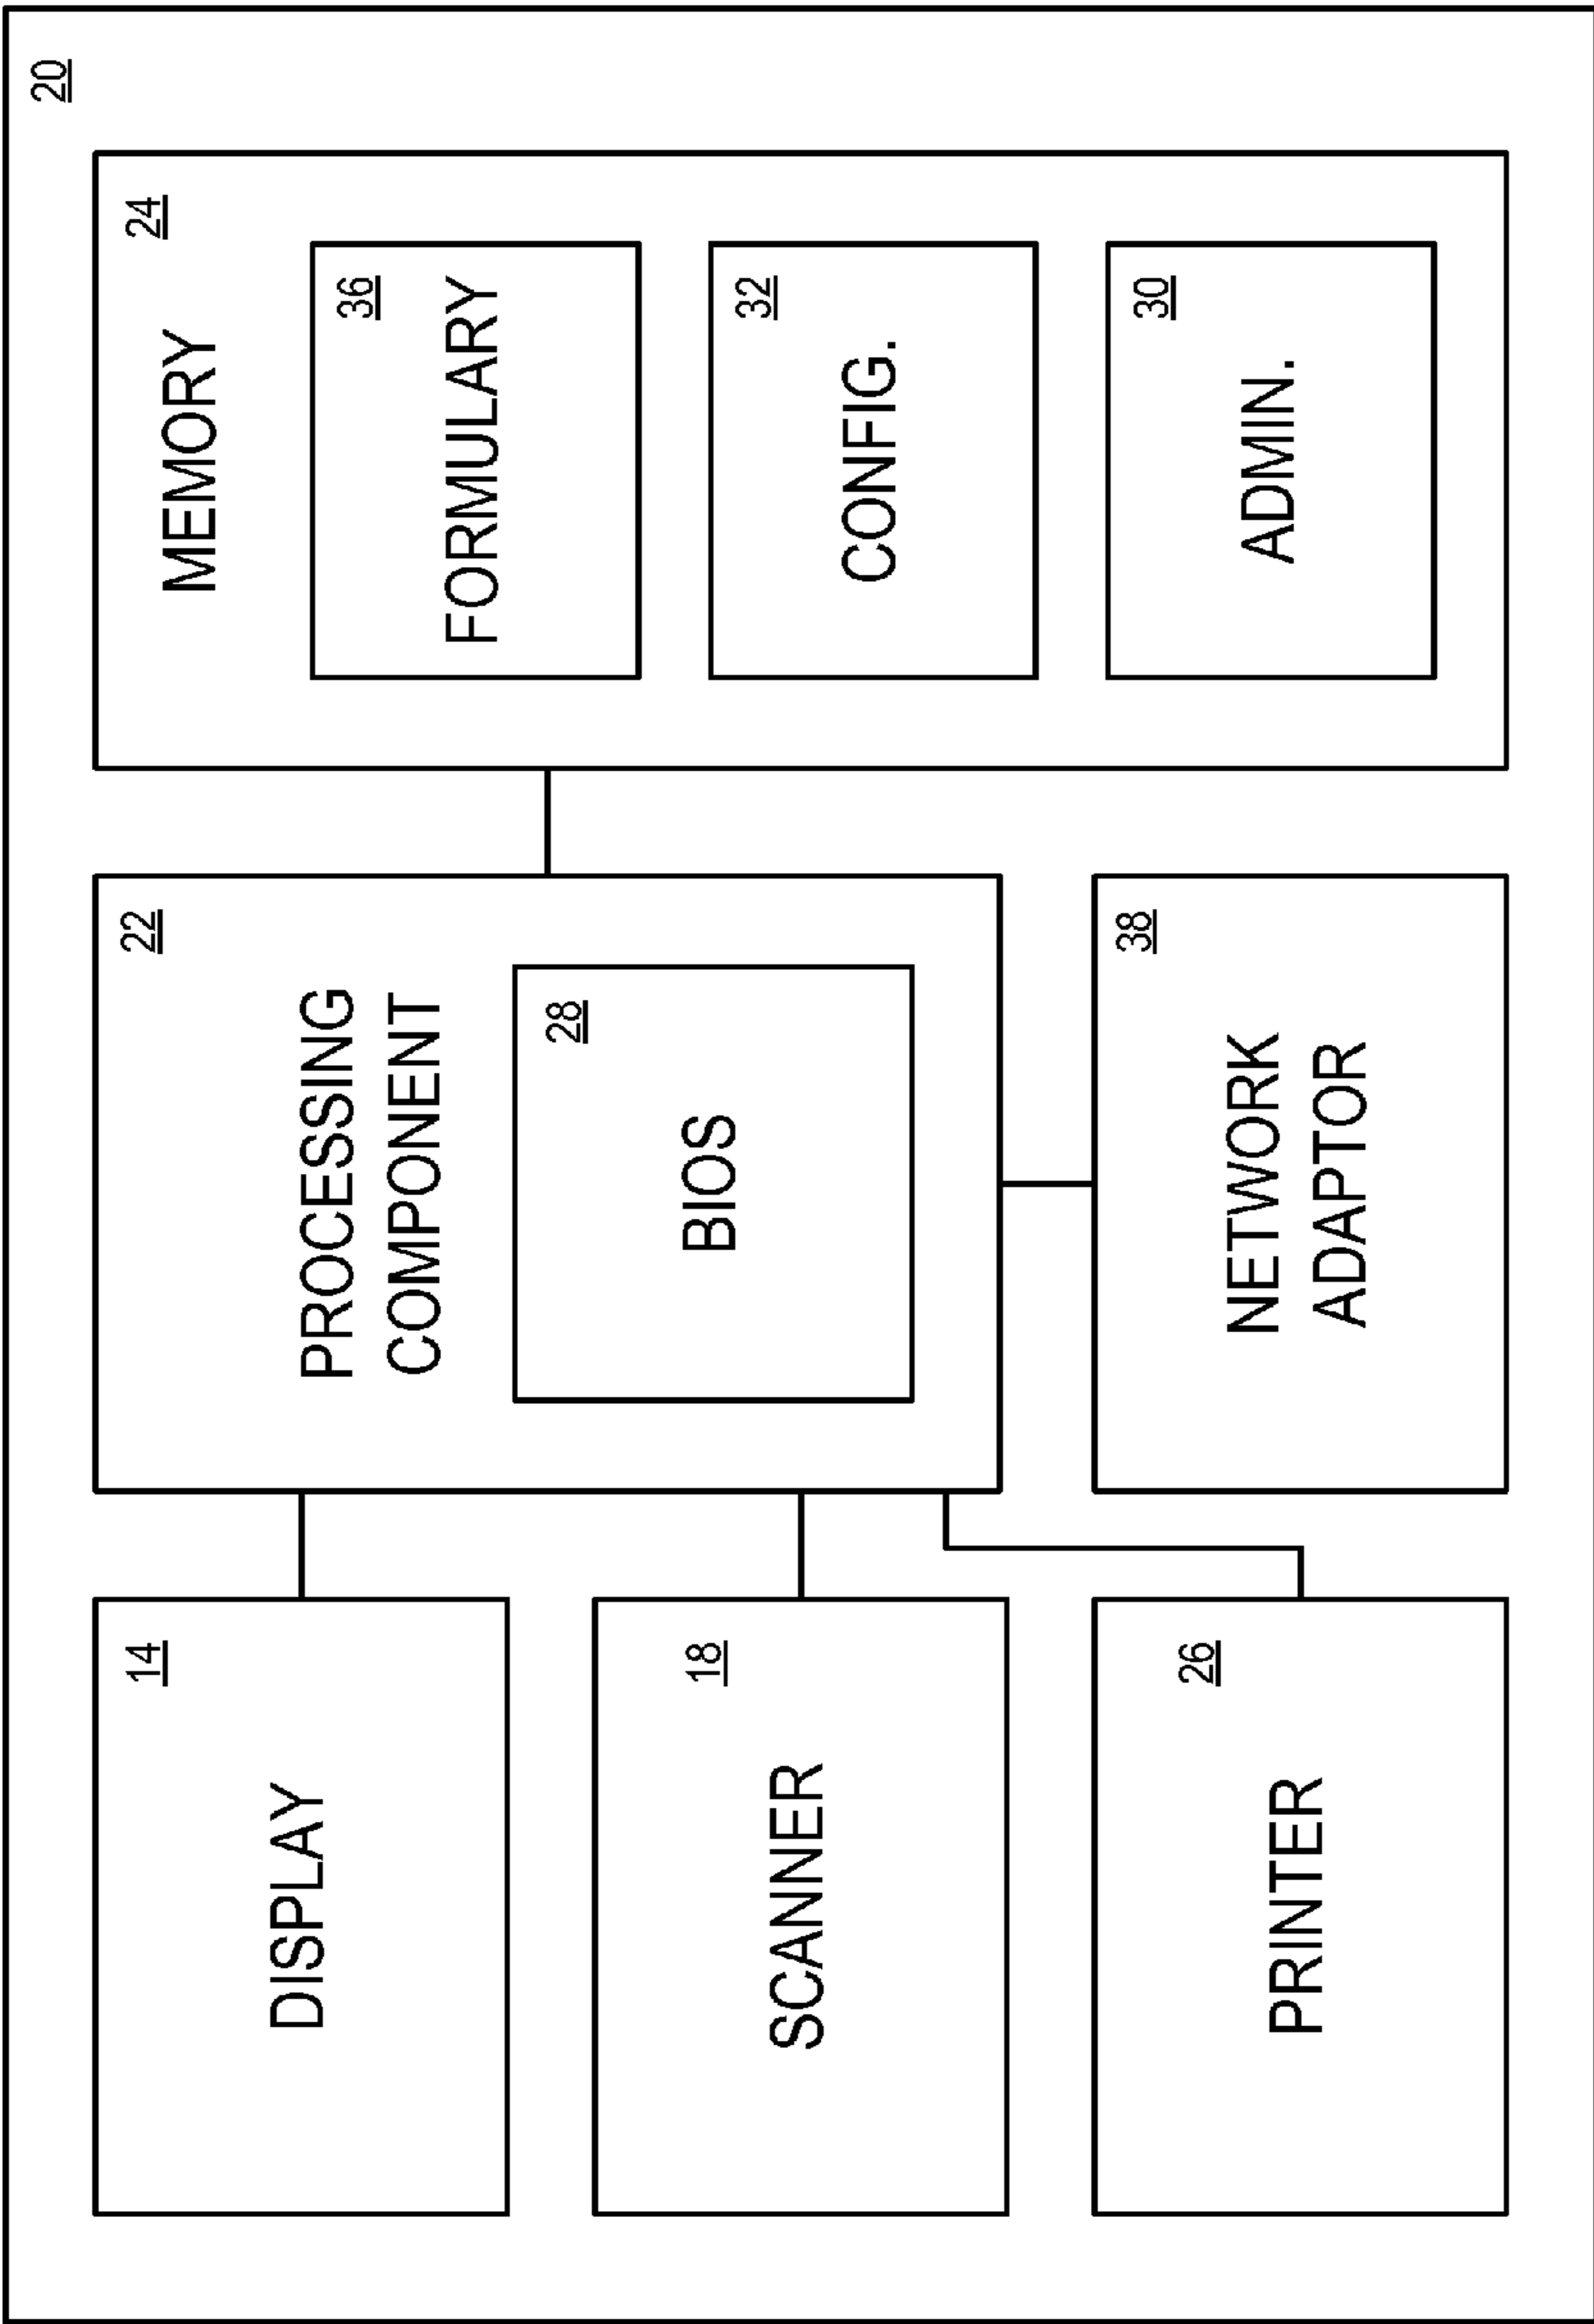 20
14
DISPLAY
18
SCANNER
26
PRINTER
22
PROCESSING
COMPONENT
28
BIOS
38
NETWORK
ADAPTOR
24
MEMORY
36
FORMULARY
32
CONFIG.
30
ADMIN.